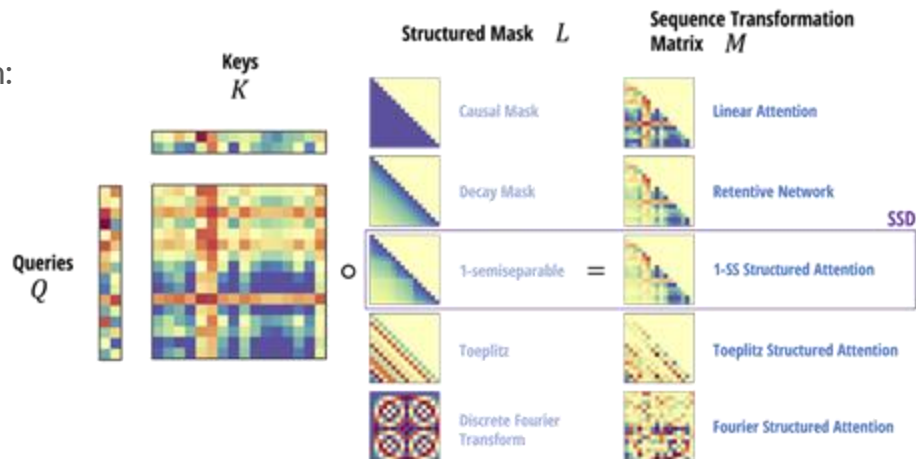 Structured Mask L
Sequence Transformation
Matrix M
n:
Keys
K
Queries
Q
Causal Mask
Linear Attention
Decay Mask
Retentive Network
SSD
1-semiseparable
=
1-SS Structured Attention
Toeplitz
Toeplitz Structured Attention
Discrete Fourier
Transform
Fourier Structured Attention